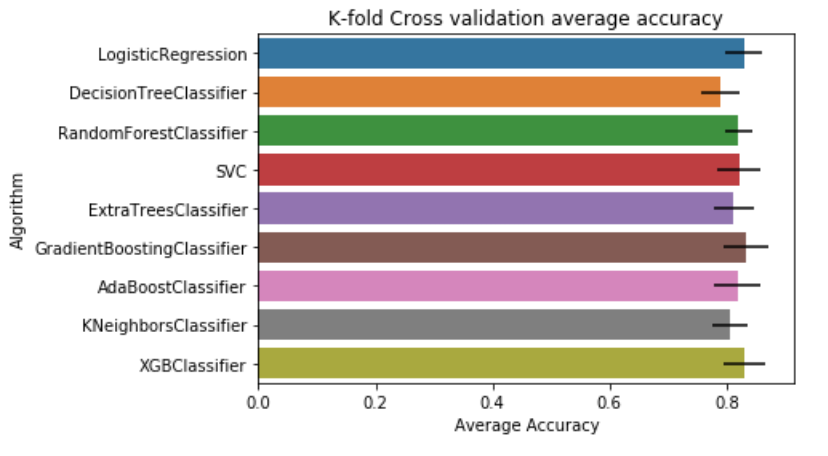 K-fold Cross validation average accuracy
LogisticRegression
DecisionTreeClassifier
RandomForestClassifier
SVC
ExtraTreesClassifier
GradientBoostingClassifier
AdaBoostClassifier
KNeighborsClassifier
XGBClassifier
Algorithm
0.0 0.2 0.4 0.6 0.8
Average Accuracy